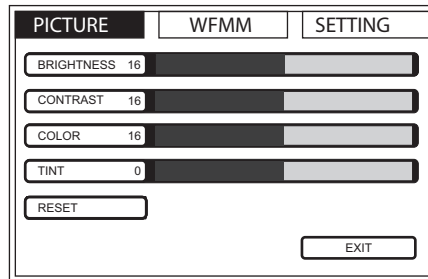 PICTURE WFMM SETTING
BRIGHTNESS 16
CONTRAST 16
COLOR 16
TINT 0
RESET
EXIT